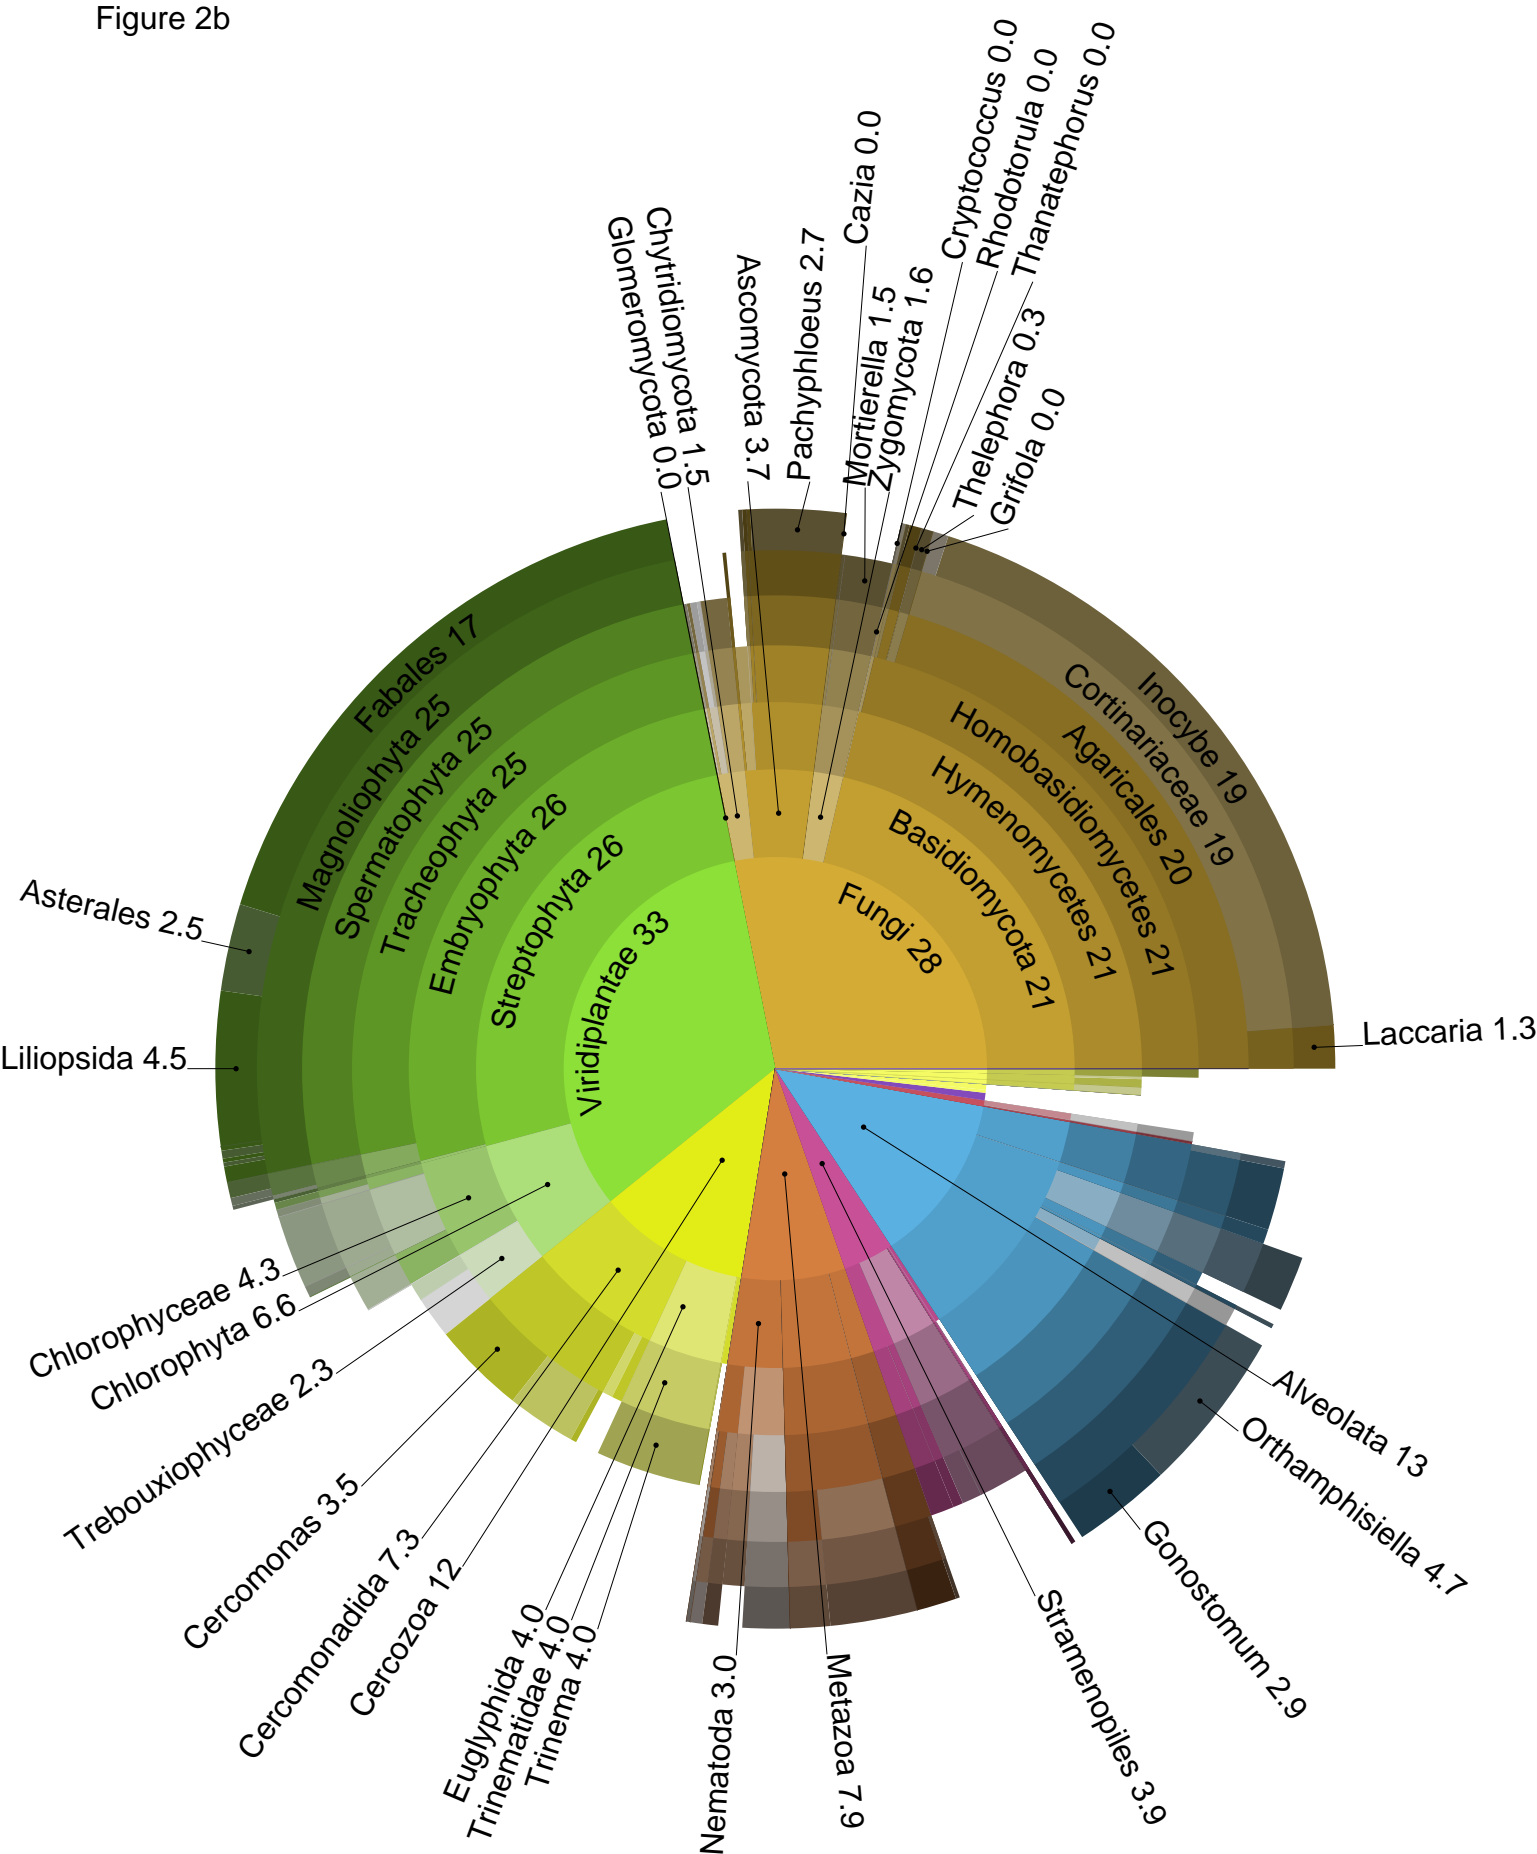 Figure 2b
Glomeromycota 0.0
Chytridiomycota 1.5
Ascomycota 3.7
Pachyphloeus 2.7
Cazia 0.0
Mortierella 1.5
Zygomycota 1.6
Cryptococcus 0.0
Rhodotorula 0.0
Thanatephorus 0.0
Thelephora 0.3
Grifola 0.0
Inocybe 19
Cortinariaceae 19
Agaricales 20
Homobasidiomycetes 21
Hymenomycetes 21
Basidiomycota 21
Fungi 28
Laccaria 1.3
Fabales 17
Magnoliophyta 25
Spermatophyta 25
Tracheophyta 25
Embryophyta 26
Streptophyta 26
Viridiplantae 33
Asterales 2.5
Liliopsida 4.5
Chlorophyceae 4.3
Chlorophyta 6.6
Trebouxiophyceae 2.3
Cercomonas 3.5
Cercomonadida 7.3
Cercozoa 12
Euglyphida 4.0
Trinematidae 4.0
Trinema 4.0
Nematoda 3.0
Metazoa 7.9
Stramenopiles 3.9
Gonostomum 2.9
Orthamphisiella 4.7
Alveolata 13